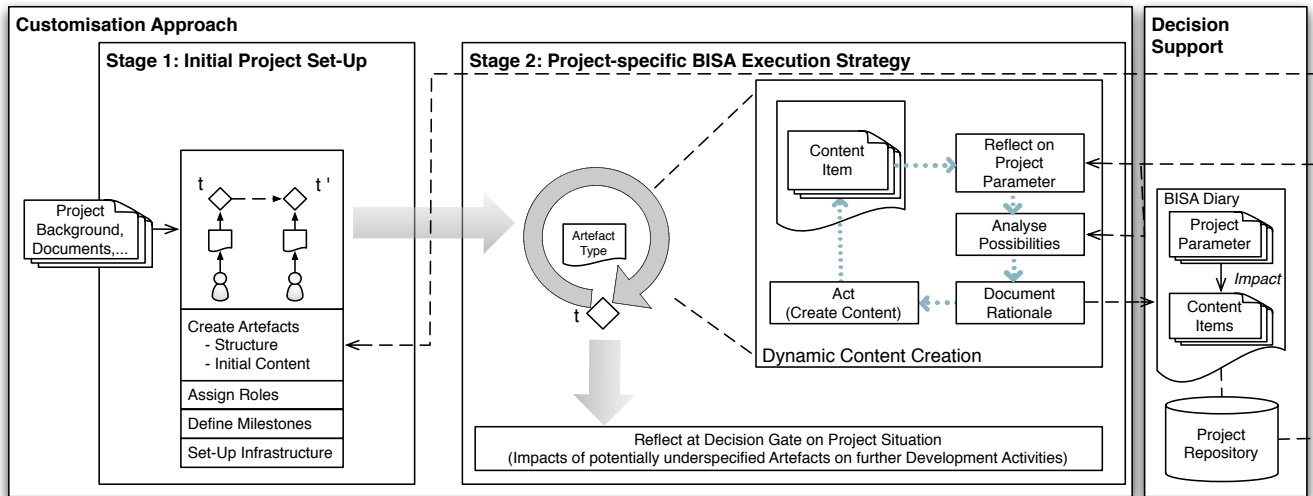 Customisation Approach
Stage 1: Initial Project Set-Up
t
t '
Project
Background,
Documents,...
Create Artefacts
- Structure
- Initial Content
Assign Roles
Define Milestones
Set-Up Infrastructure
Stage 2: Project-specific BISA Execution Strategy
Artefact
Type
t
Content
Item
Reflect on
Project
Parameter
Analyse
Possibilities
Act
(Create Content)
Document
Rationale
Dynamic Content Creation
Reflect at Decision Gate on Project Situation
(Impacts of potentially underspecified Artefacts on further Development Activities)
Decision
Support
BISA Diary
Project
Parameter
Impact
Content
Items
Project
Repository